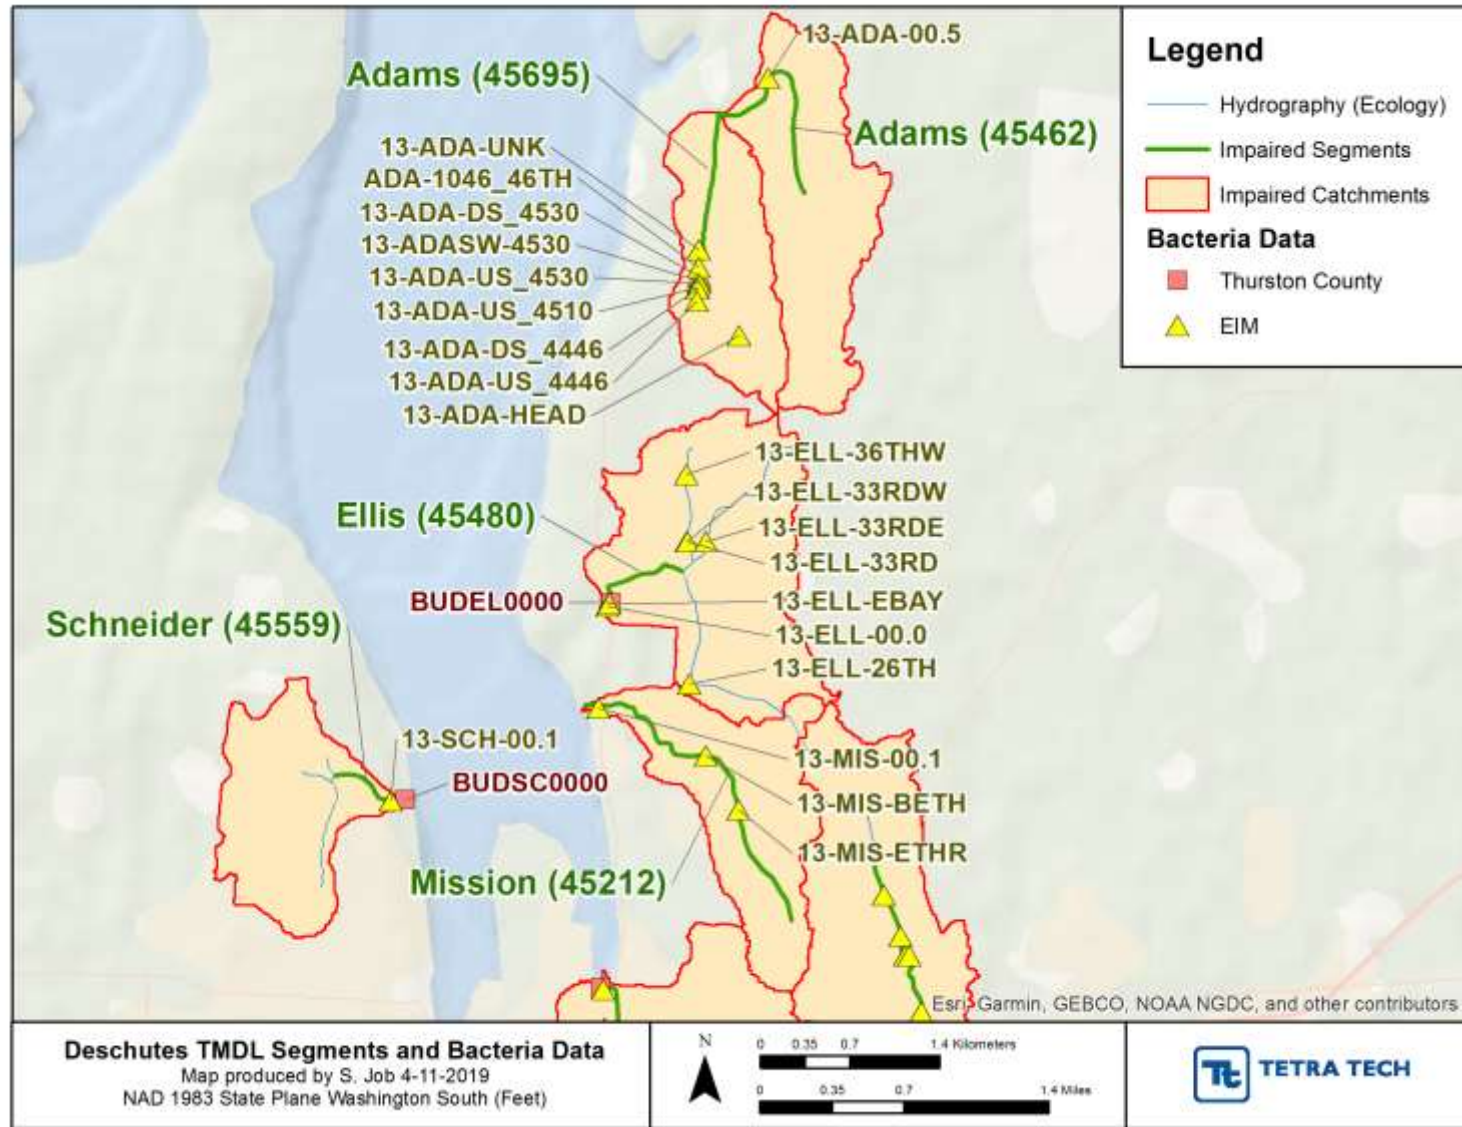 13-ADA-00.5
Adams (45695)
Adams (45462)
13-ADA-UNK
ADA-1046_46TH
13-ADA-DS_4530
13-ADASW-4530
13-ADA-US_4530
13-ADA-US_4510
13-ADA-DS_4446
13-ADA-US_4446
13-ADA-HEAD
13-ELL-36THW
13-ELL-33RDW
Ellis (45480)
13-ELL-33RDE
13-ELL-33RD
BUDEL0000
13-ELL-EBAY
Schneider (45559)
13-ELL-00.0
13-ELL-26TH
13-SCH-00.1
BUDSC0000
13-MIS-00.1
13-MIS-BETH
13-MIS-ETHR
Mission (45212)
Legend
Hydrography (Ecology)
Impaired Segments
Impaired Catchments
Bacteria Data
Thurston County
EIM
Esri, Garmin, GEBCO, NOAA NGDC, and other contributors
Deschutes TMDL Segments and Bacteria Data
Map produced by S. Job 4-11-2019
NAD 1983 State Plane Washington South (Feet)
N
0 0.35 0.7 1.4 Kilometers
0 0.35 0.7 1.4 Miles
Tt TETRA TECH